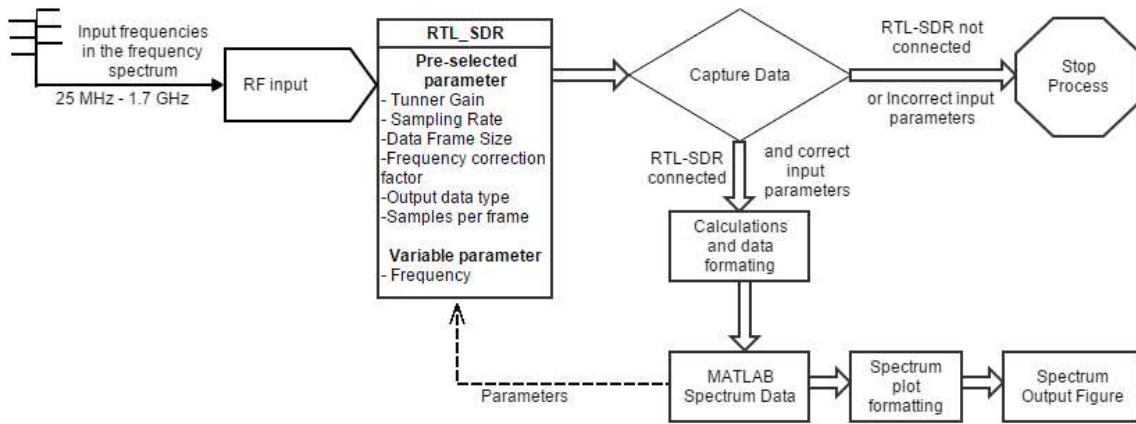 Input frequencies
in the frequency
spectrum
25 MHz - 1.7 GHz
RF input
RTL_SDR
Pre-selected
parameter
- Tunner Gain
- Sampling Rate
-Data Frame Size
-Frequency correction
factor
-Output data type
-Samples per frame
Variable parameter
- Frequency
Capture Data
RTL-SDR not
connected
or Incorrect input
parameters
Stop
Process
RTL-SDR
connected
and correct
input
parameters
Calculations
and data
formating
MATLAB
Spectrum Data
Parameters
Spectrum
plot
formatting
Spectrum
Output Figure